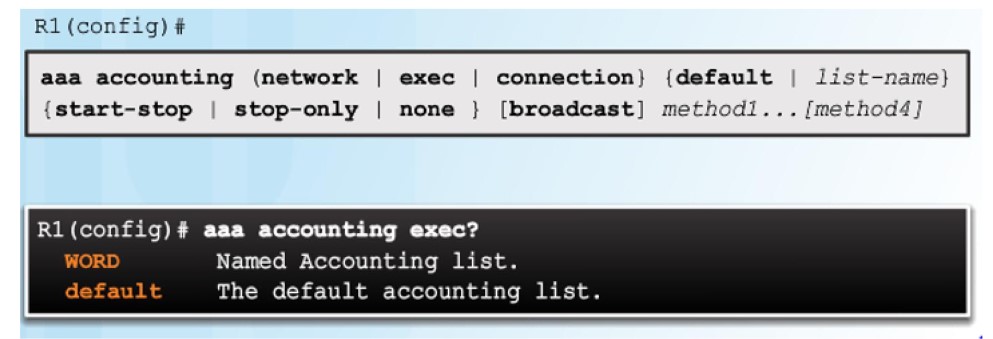 R1(config)#
aaa accounting (network | exec | connection} {default | list-name}
{start-stop | stop-only | none } [broadcast] method1...[method4]
R1(config)# aaa accounting exec?
WORD Named Accounting list.
default The default accounting list.